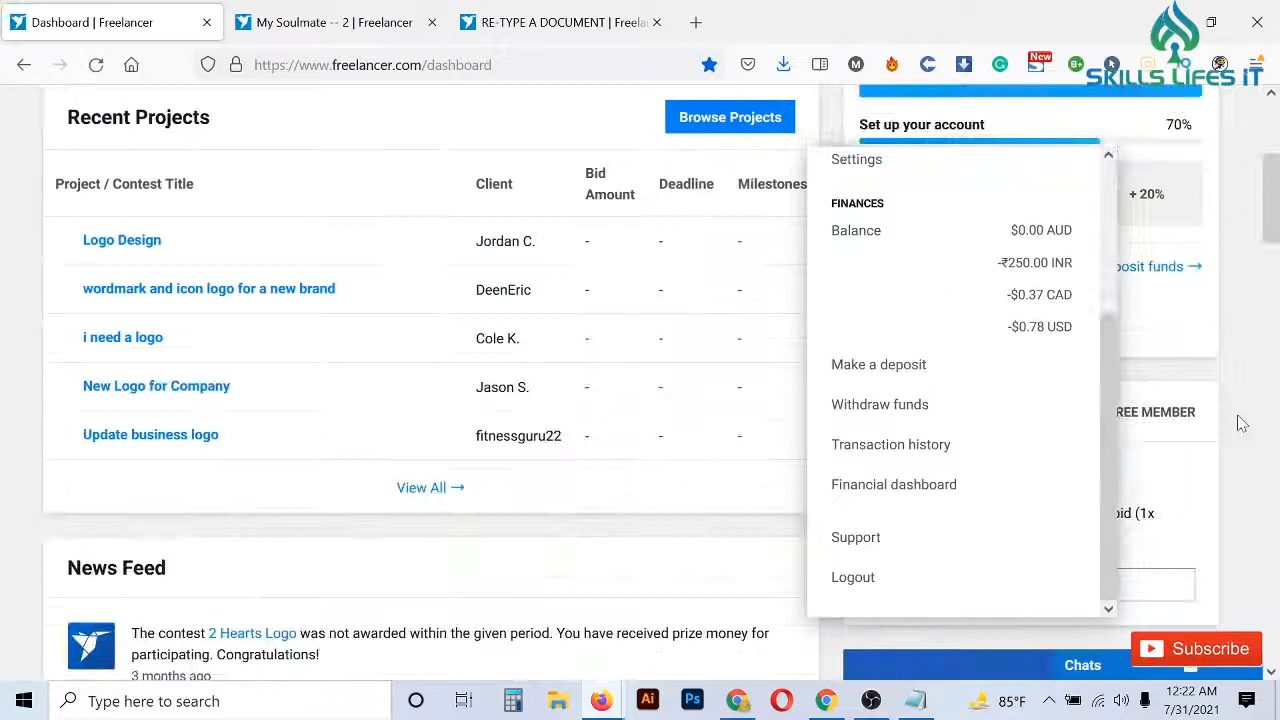 Dashboard | Freelancer
My Soulmate -- 2 | Freelancer
RE-TYPE A DOCUMENT | Freela
https://www.freelancer.com/dashboard
New
SKILLS LIFES IT
Recent Projects
Browse Projects
Set up your account
70%
Project / Contest Title
Client
Bid Amount
Deadline
Milestones
Logo Design
Jordan C.
-
-
-
wordmark and icon logo for a new brand
DeenEric
-
-
-
i need a logo
Cole K.
-
-
-
New Logo for Company
Jason S.
-
-
-
Update business logo
fitnessguru22
-
-
-
View All →
Settings
FINANCES
Balance
$0.00 AUD
-₹250.00 INR
-$0.37 CAD
-$0.78 USD
Make a deposit
Withdraw funds
Transaction history
Financial dashboard
Support
Logout
+ 20%
posit funds →
REE MEMBER
bid (1x
News Feed
The contest 2 Hearts Logo was not awarded within the given period. You have received prize money for
participating. Congratulations!
3 months ago
Chats
Subscribe
Type here to search
Ai
Ps
85°F
12:22 AM
7/31/2021